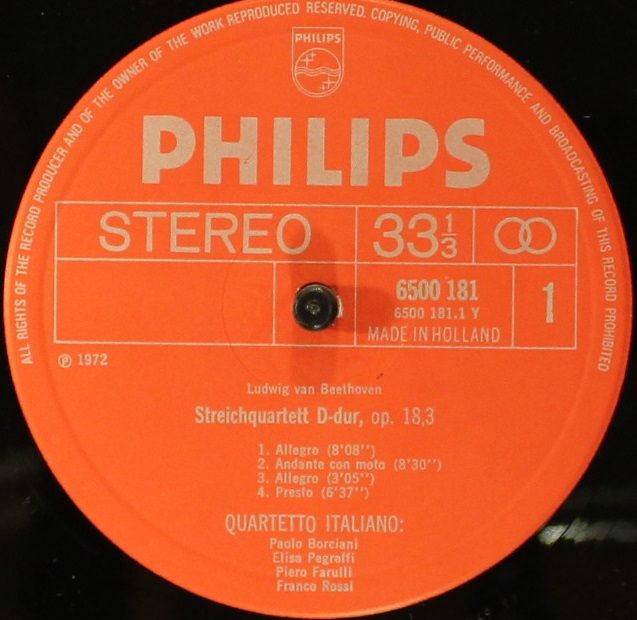 ALL RIGHTS OF THE RECORD PRODUCER AND OF THE OWNER OF THE WORK REPRODUCED RESERVED. COPYING, PUBLIC PERFORMANCE AND BROADCASTING OF THIS RECORD PROHIBITED
PHILIPS
PHILIPS
STEREO 33 1/3
6500 181 1
6500 181.1 Y
MADE IN HOLLAND
Ⓟ 1972
Ludwig van Beethoven
Streichquartett D-dur, op. 18,3
1. Allegro (8'08'')
2. Andante con moto (8'30'')
3. Allegro (3'05'')
4. Presto (6'37'')
QUARTETTO ITALIANO:
Paolo Borciani
Elisa Pegreffi
Piero Farulli
Franco Rossi